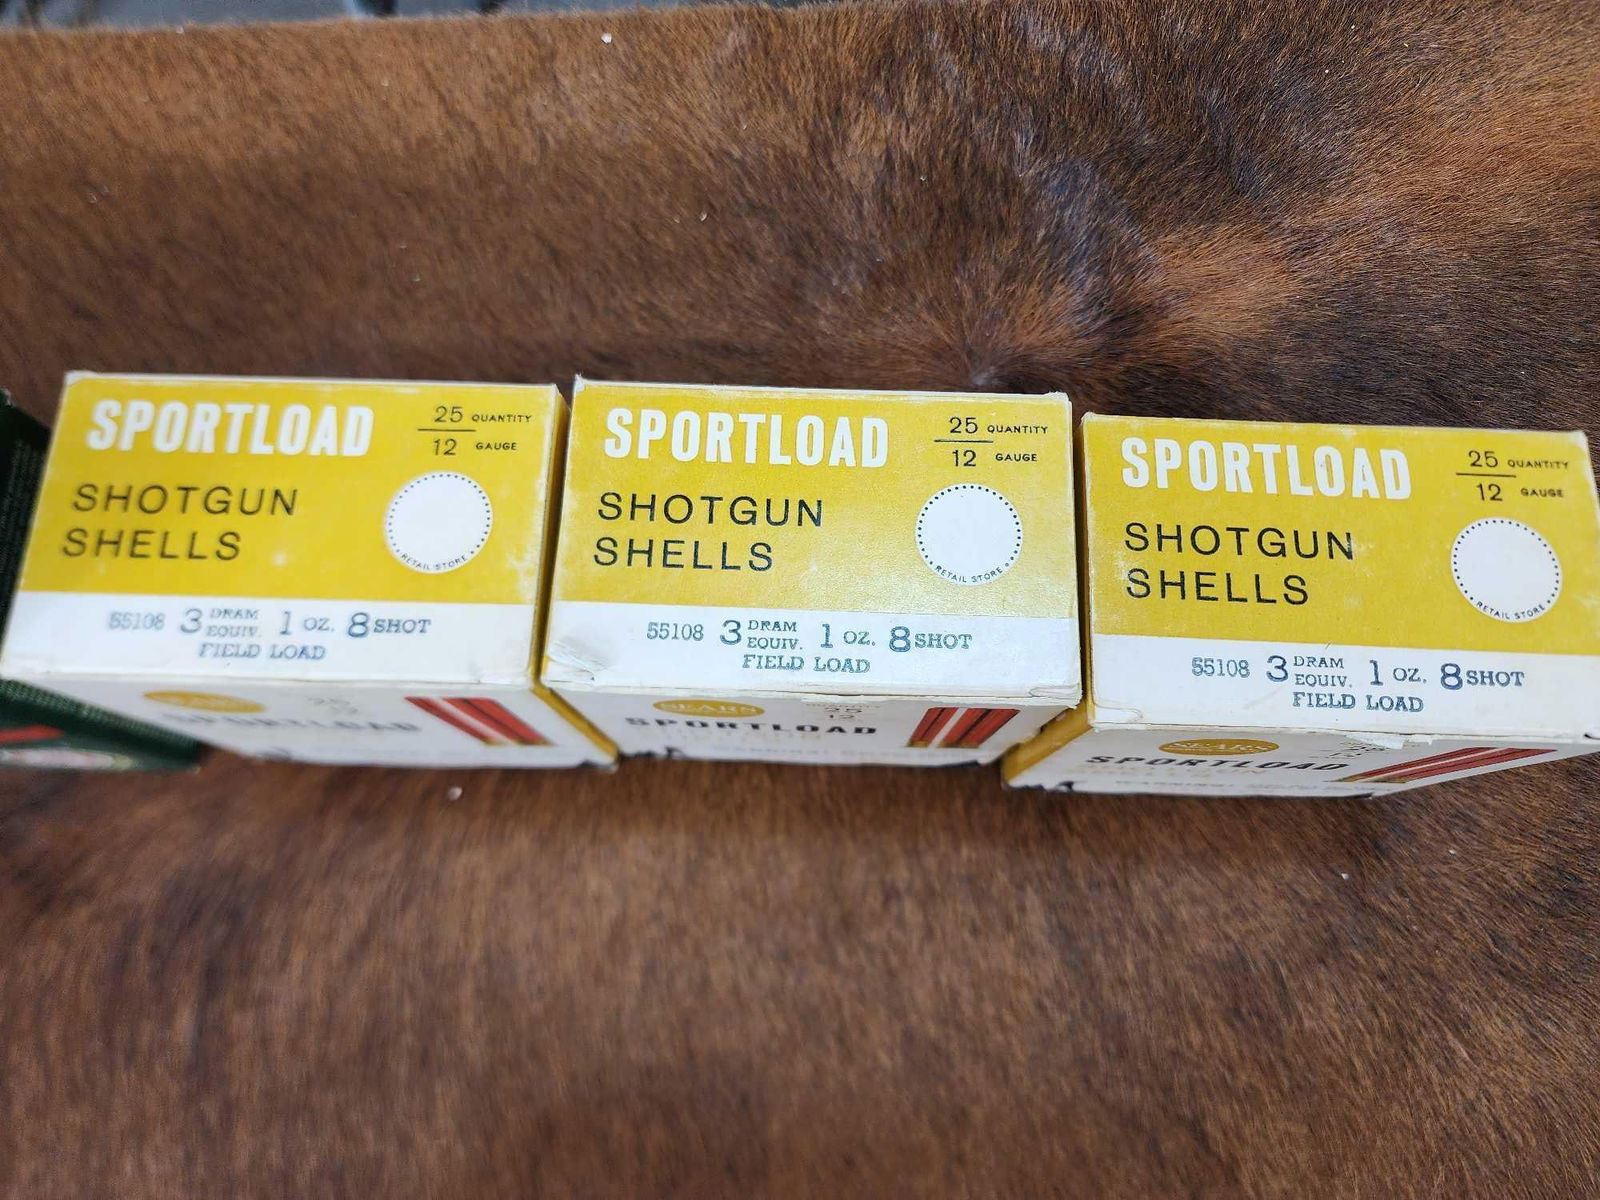 SPORTLOAD
25 QUANTITY
12 GAUGE
SHOTGUN
SHELLS
RETAIL STORE
55108 3 DRAM EQUIV. 1 OZ. 8 SHOT
FIELD LOAD
SPORTLOAD
SPORTLOAD
25 QUANTITY
12 GAUGE
SHOTGUN
SHELLS
RETAIL STORE
55108 3 DRAM EQUIV. 1 OZ. 8 SHOT
FIELD LOAD
SEARS
25
12
SPORTLOAD
SPORTLOAD
25 QUANTITY
12 GAUGE
SHOTGUN
SHELLS
RETAIL STORE
55108 3 DRAM EQUIV. 1 OZ. 8 SHOT
FIELD LOAD
SEARS
SPORTLOAD